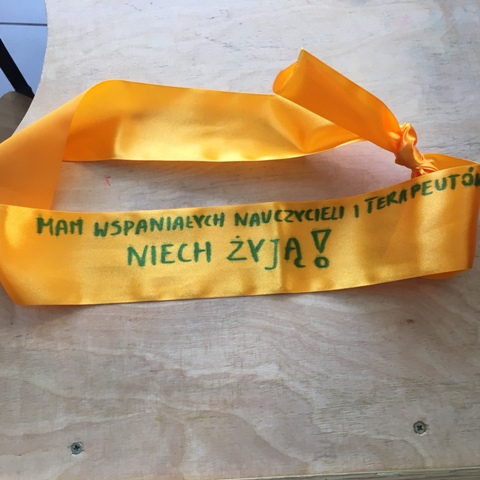 MAM WSPANIAŁYCH NAUCZYCIELI I TERAPEUTÓW
NIECH ŻYJĄ!